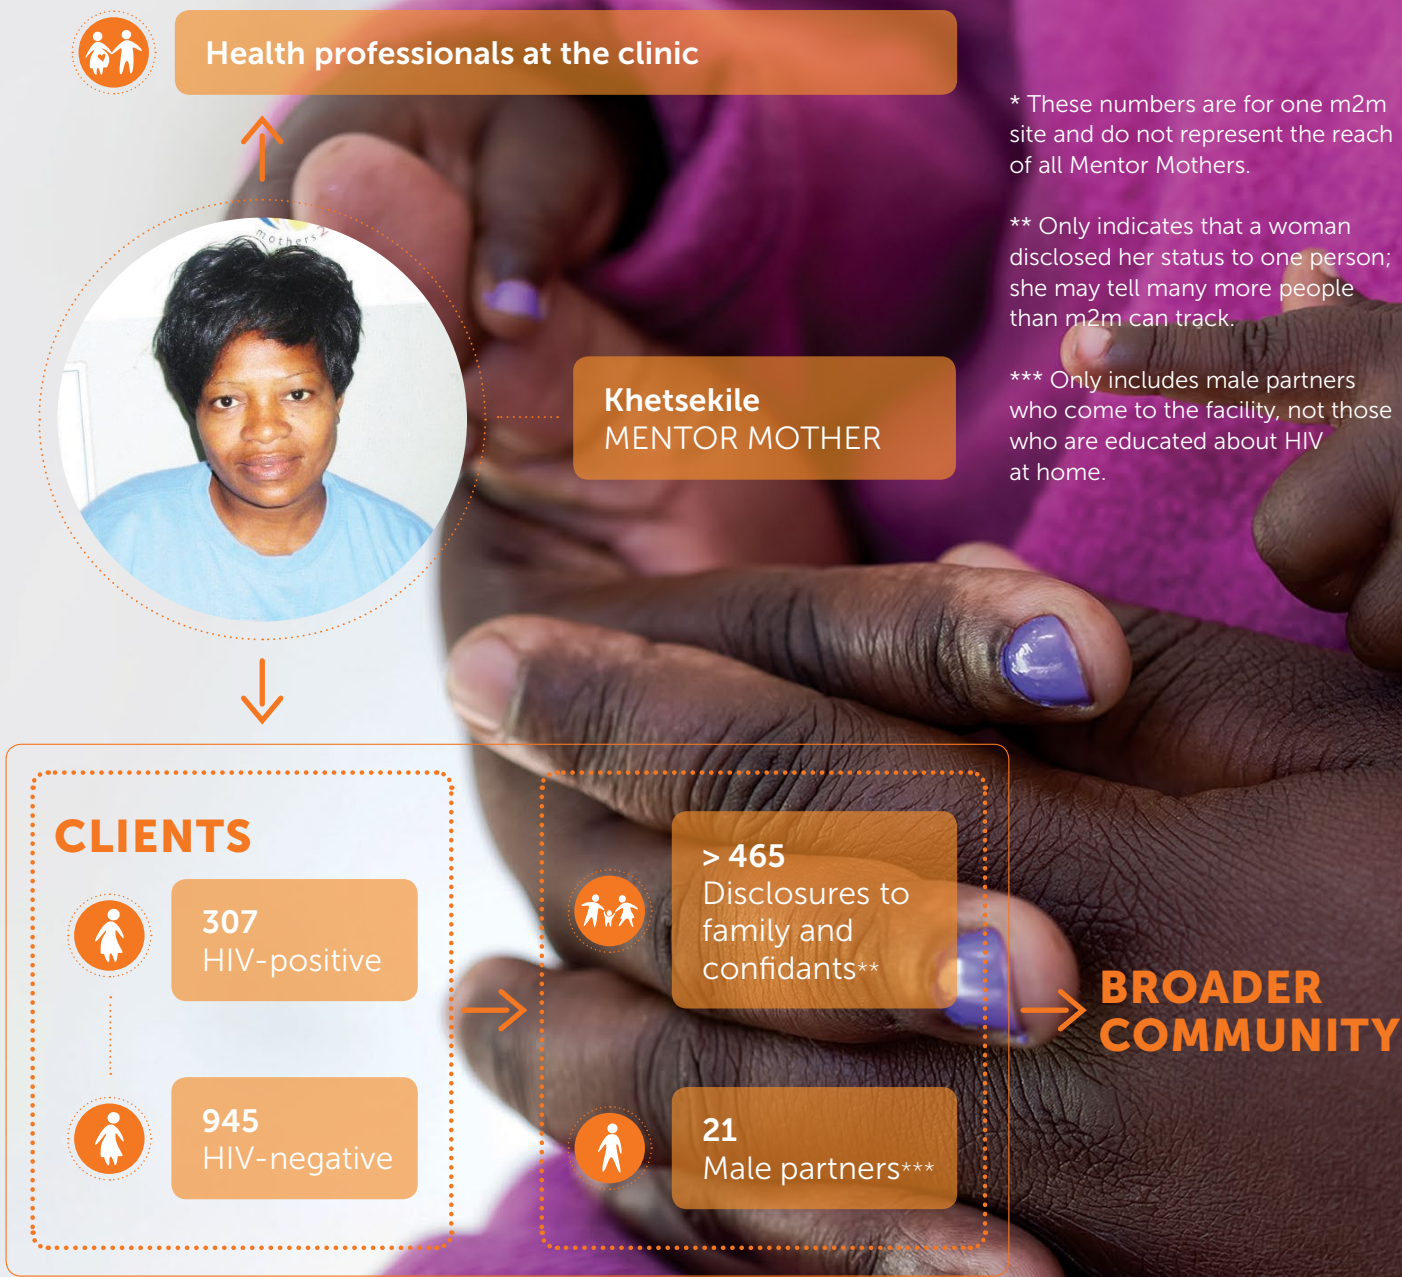 Health professionals at the clinic
* These numbers are for one m2m
site and do not represent the reach
of all Mentor Mothers.
** Only indicates that a woman
disclosed her status to one person;
she may tell many more people
than m2m can track.
*** Only includes male partners
who come to the facility, not those
who are educated about HIV
at home.
mothers2
Khetsekile
MENTOR MOTHER
CLIENTS
307
HIV-positive
945
HIV-negative
> 465
Disclosures to
family and
confidants**
21
Male partners***
BROADER
COMMUNITY